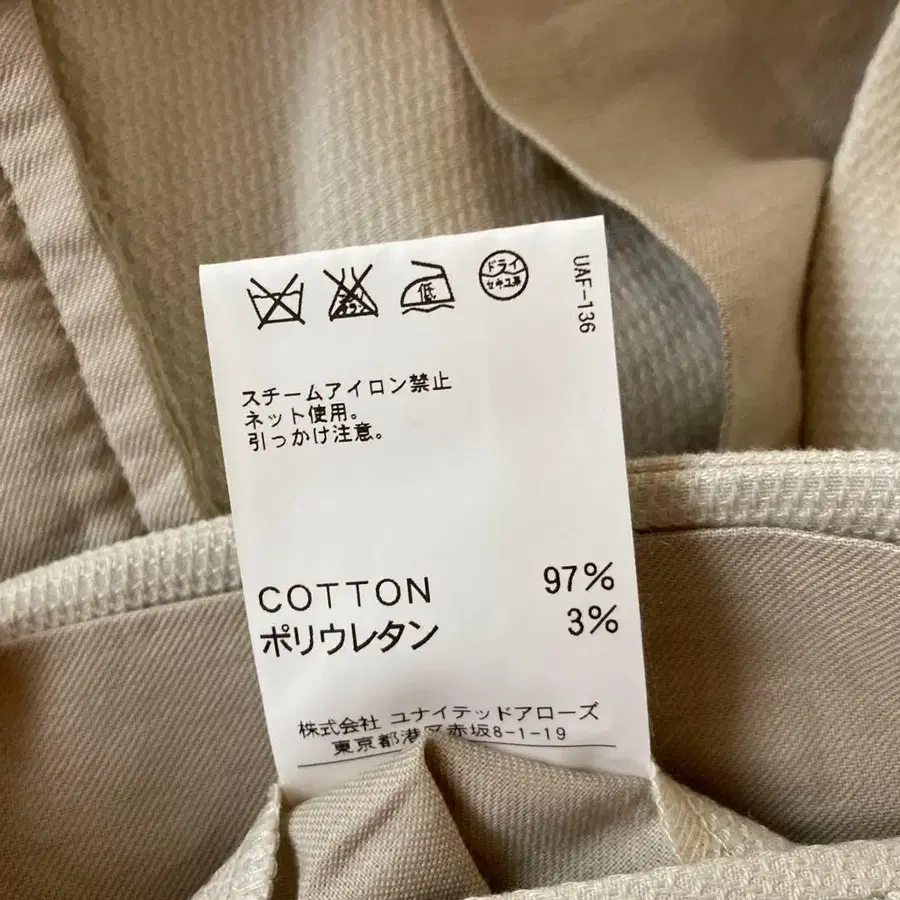 低
ドライ
セキユ系
UAF-136
スチームアイロン禁止
ネット使用。
引っかけ注意。
COTTON 97%
ポリウレタン 3%
株式会社 ユナイテッドアローズ
東京都港区赤坂8-1-19